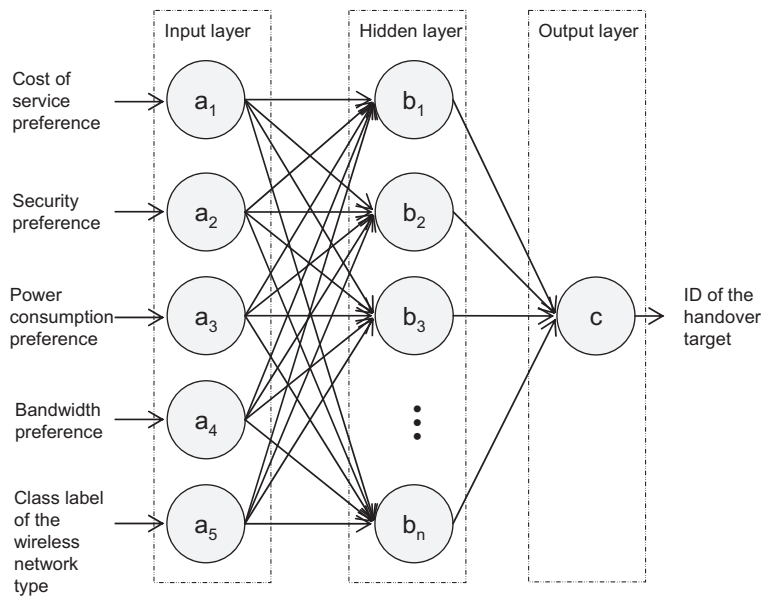 Input layer
Hidden layer
Output layer
Cost of
service
preference
a1
b1
Security
preference
a2
b2
Power
consumption
preference
a3
b3
c
ID of the
handover
target
Bandwidth
preference
a4
Class label
of the
wireless
network
type
a5
bn